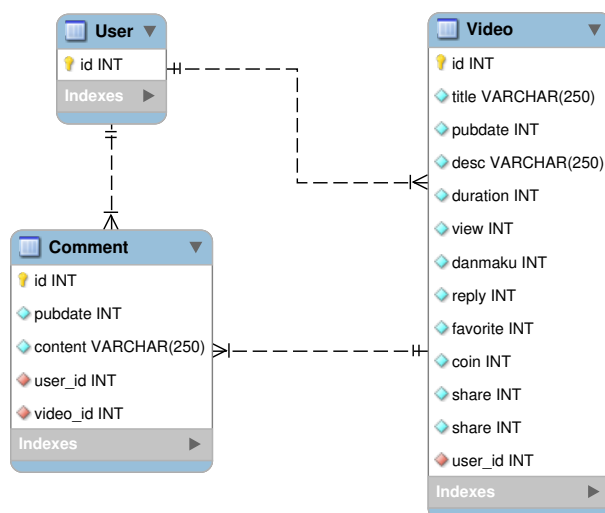 User
id INT
Indexes
Video
id INT
title VARCHAR(250)
pubdate INT
desc VARCHAR(250)
duration INT
view INT
danmaku INT
reply INT
favorite INT
coin INT
share INT
share INT
user_id INT
Indexes
Comment
id INT
pubdate INT
content VARCHAR(250)
user_id INT
video_id INT
Indexes